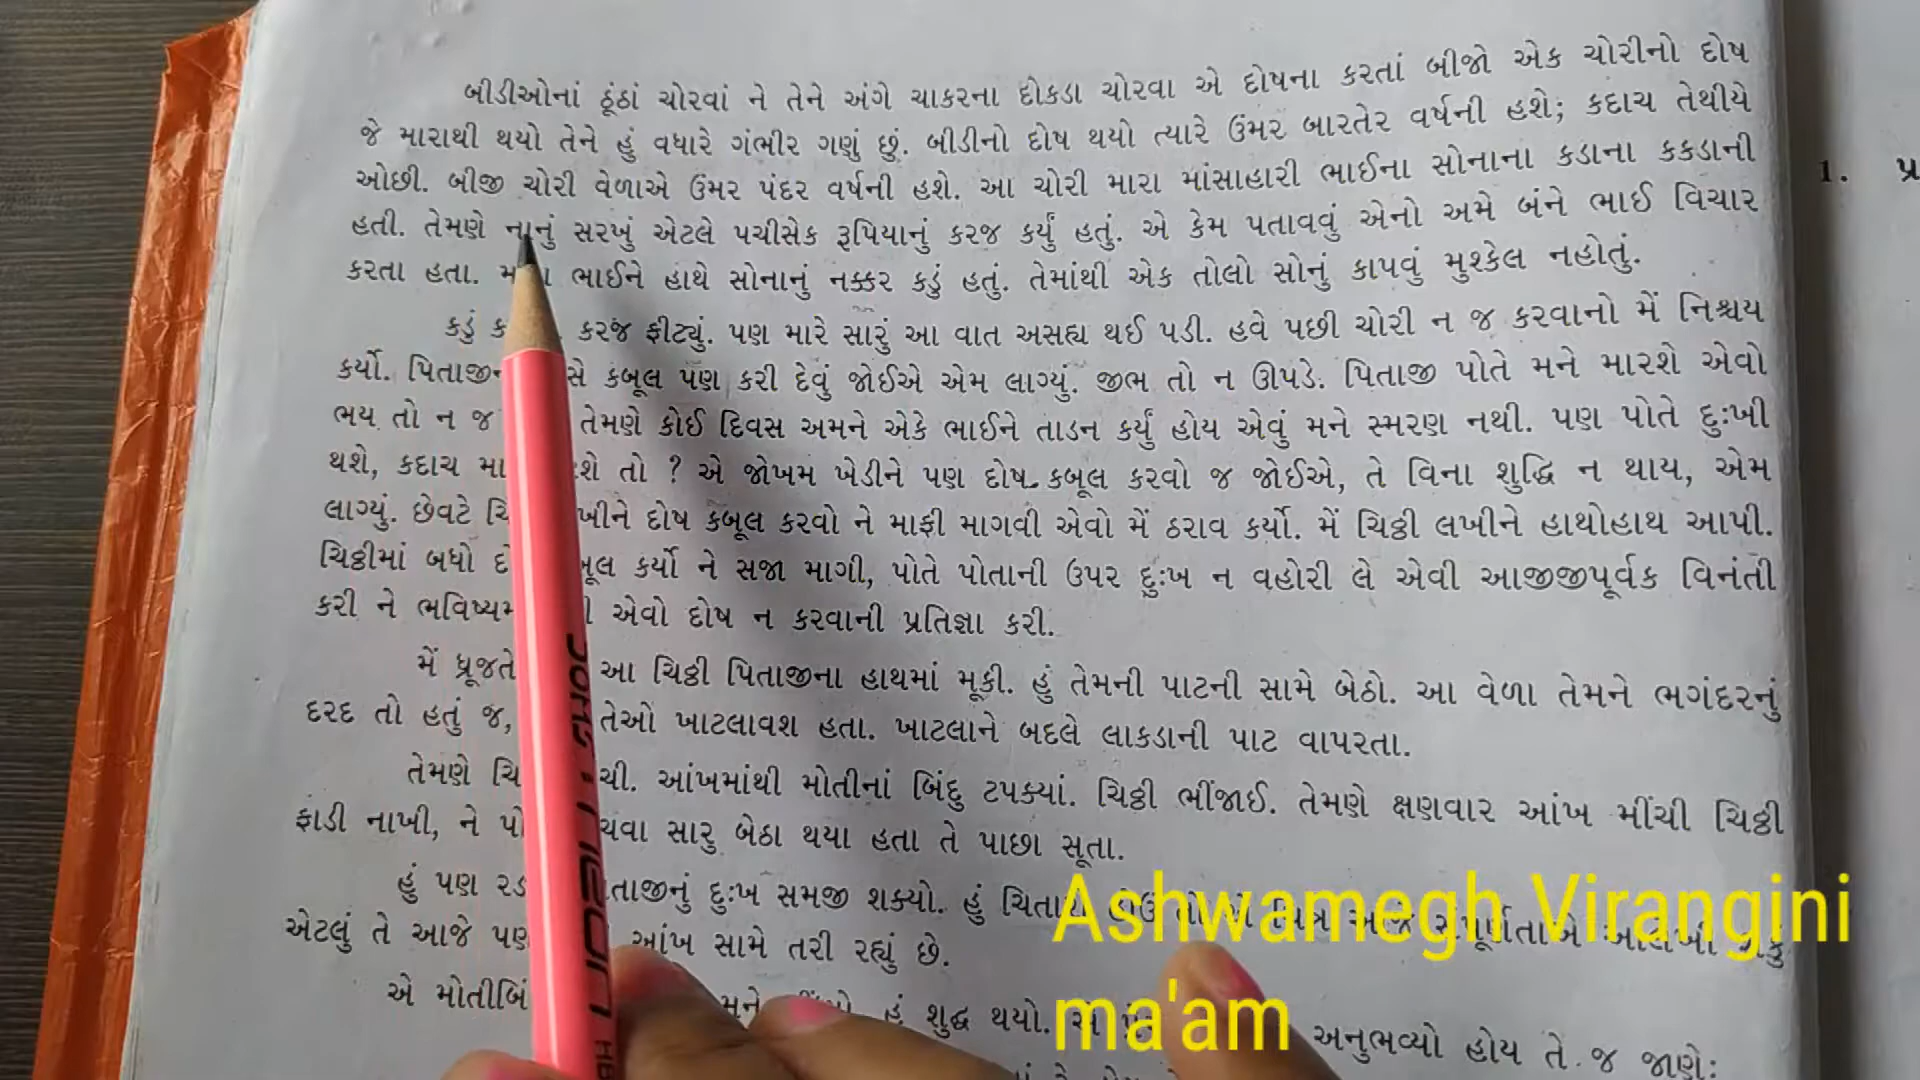 બીડીઓનાં ઠૂંઠાં ચોરવાં ને તેને અંગે ચાકરના દોકડા ચોરવા એ દોષના કરતાં બીજો એક ચોરીનો દોષ
જે મારાથી થયો તેને હું વધારે ગંભીર ગણું છું. બીડીનો દોષ થયો ત્યારે ઉંમર બારતેર વર્ષની હશે; કદાચ તેથીયે
ઓછી. બીજી ચોરી વેળાએ ઉંમર પંદર વર્ષની હશે. આ ચોરી મારા માંસાહારી ભાઈના સોનાના કડાના કકડાની
હતી. તેમણે નાનું સરખું એટલે પચીસેક રૂપિયાનું કરજ કર્યું હતું. એ કેમ પતાવવું એનો અમે બંને ભાઈ વિચાર
કરતા હતા. ભાઈને હાથે સોનાનું નક્કર કડું હતું. તેમાંથી એક તોલો સોનું કાપવું મુશ્કેલ નહોતું.
કડું કરજ ફીટ્યું. પણ મારે સારું આ વાત અસહ્ય થઈ પડી. હવે પછી ચોરી ન જ કરવાનો મેં નિશ્ચય
કર્યો. કબૂલ પણ કરી દેવું જોઈએ એમ લાગ્યું. જીભ તો ન ઊપડે. પિતાજી પોતે મને મારશે એવો
ભય તો ન જ તેમણે કોઈ દિવસ અમને એકે ભાઈને તાડન કર્યું હોય એવું મને સ્મરણ નથી. પણ પોતે દુઃખી
થશે, કદાચ તો ? એ જોખમ ખેડીને પણ દોષ કબૂલ કરવો જ જોઈએ, તે વિના શુદ્ધિ ન થાય, એમ
લાગ્યું. છેવટે દોષ કબૂલ કરવો ને માફી માગવી એવો મેં ઠરાવ કર્યો. મેં ચિઠ્ઠી લખીને હાથોહાથ આપી.
ચિઠ્ઠીમાં બધો કર્યો ને સજા માગી, પોતે પોતાની ઉપર દુઃખ ન વહોરી લે એવી આજીજીપૂર્વક વિનંતી
કરી ને એવો દોષ ન કરવાની પ્રતિજ્ઞા કરી.
મેં આ ચિઠ્ઠી પિતાજીના હાથમાં મૂકી. હું તેમની પાટની સામે બેઠો. આ વેળા તેમને ભગંદરનું
દરદ તો હતું જ, તેઓ ખાટલાવશ હતા. ખાટલાને બદલે લાકડાની પાટ વાપરતા.
તેમણે આંખમાંથી મોતીનાં બિંદુ ટપક્યાં. ચિઠ્ઠી ભીંજાઈ. તેમણે ક્ષણવાર આંખ મીંચી ચિઠ્ઠી
ફાડી નાખી, ને સારુ બેઠા થયા હતા તે પાછા સૂતા.
હું પણ દુઃખ સમજી શક્યો. હું
એટલું તે આજે પણ આંખ સામે તરી રહ્યું છે.
એ હું શુદ્ધ થયો. અનુભવ્યો હોય તે જ જાણે:
1.
Ashwamegh Virangini
ma'am